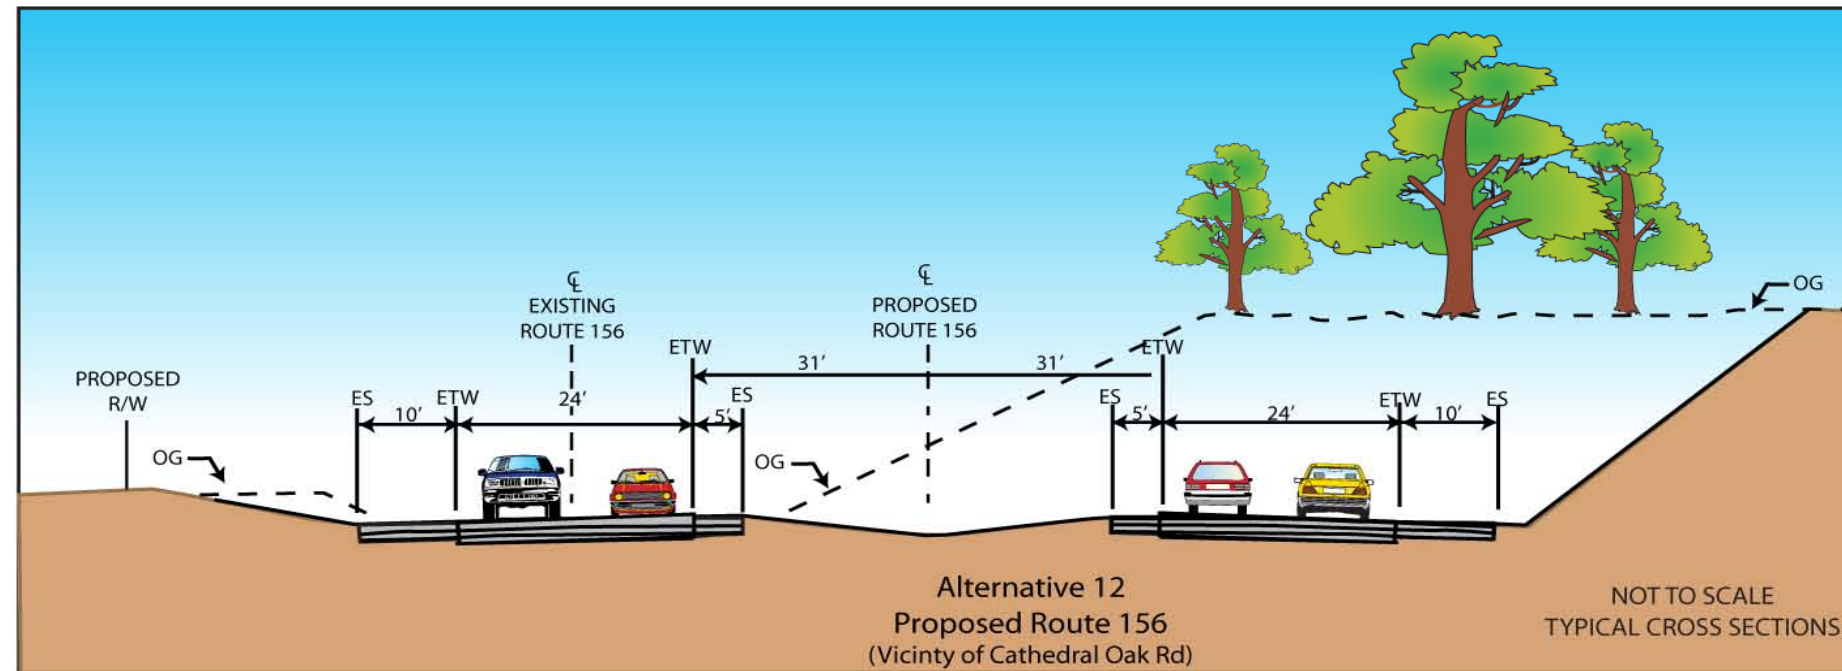 ℄
EXISTING
ROUTE 156
℄
PROPOSED
ROUTE 156
OG
ETW
31’
31’
ETW
PROPOSED
R/W
ES
10’
ETW
24’
5’
ES
ES
5’
24’
ETW
10’
ES
OG
OG
Alternative 12
Proposed Route 156
(Vicinty of Cathedral Oak Rd)
NOT TO SCALE
TYPICAL CROSS SECTIONS